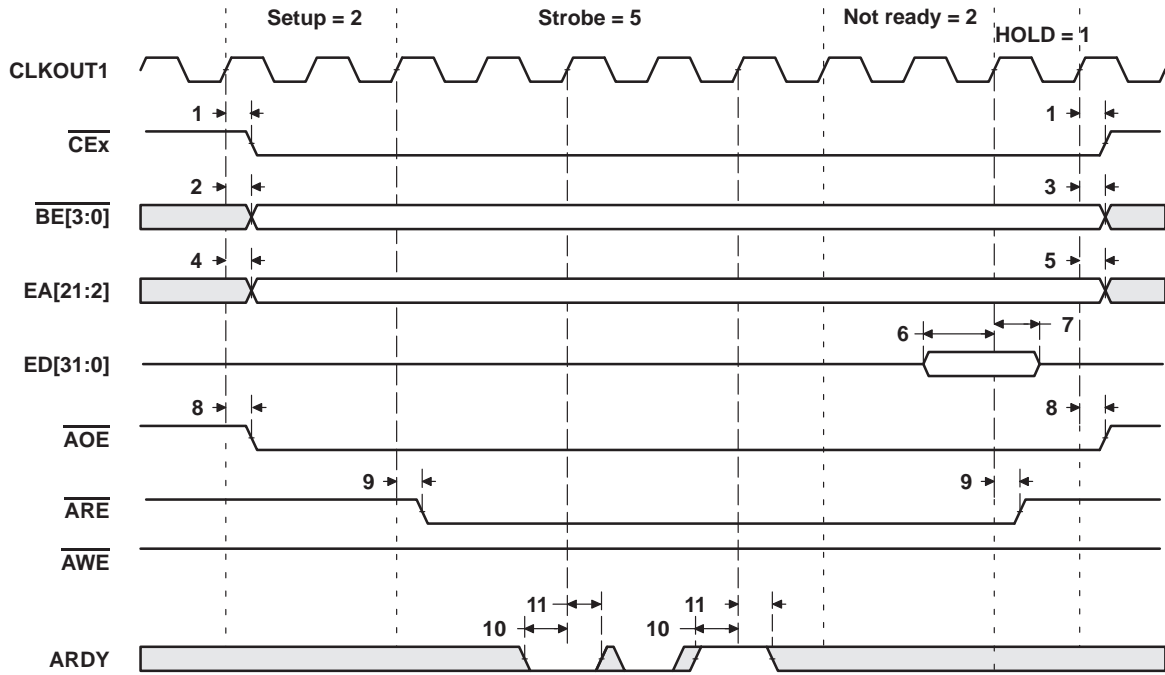 Setup = 2 Strobe = 5 Not ready = 2 HOLD = 1
CLKOUT1
1 1
CEx
2 3
BE[3:0]
4 5
EA[21:2]
6 7
ED[31:0]
8 8
AOE
9 9
ARE
AWE
11 11
10 10
ARDY